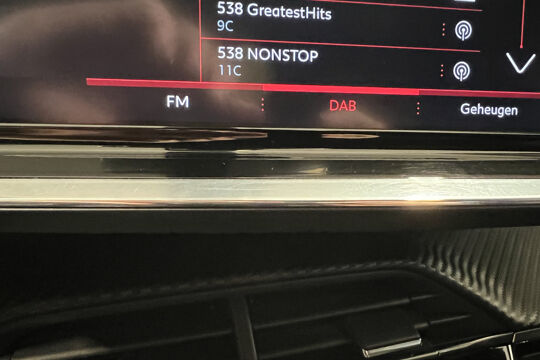 538 GreatestHits
9C
538 NONSTOP
11C
FM DAB Geheugen